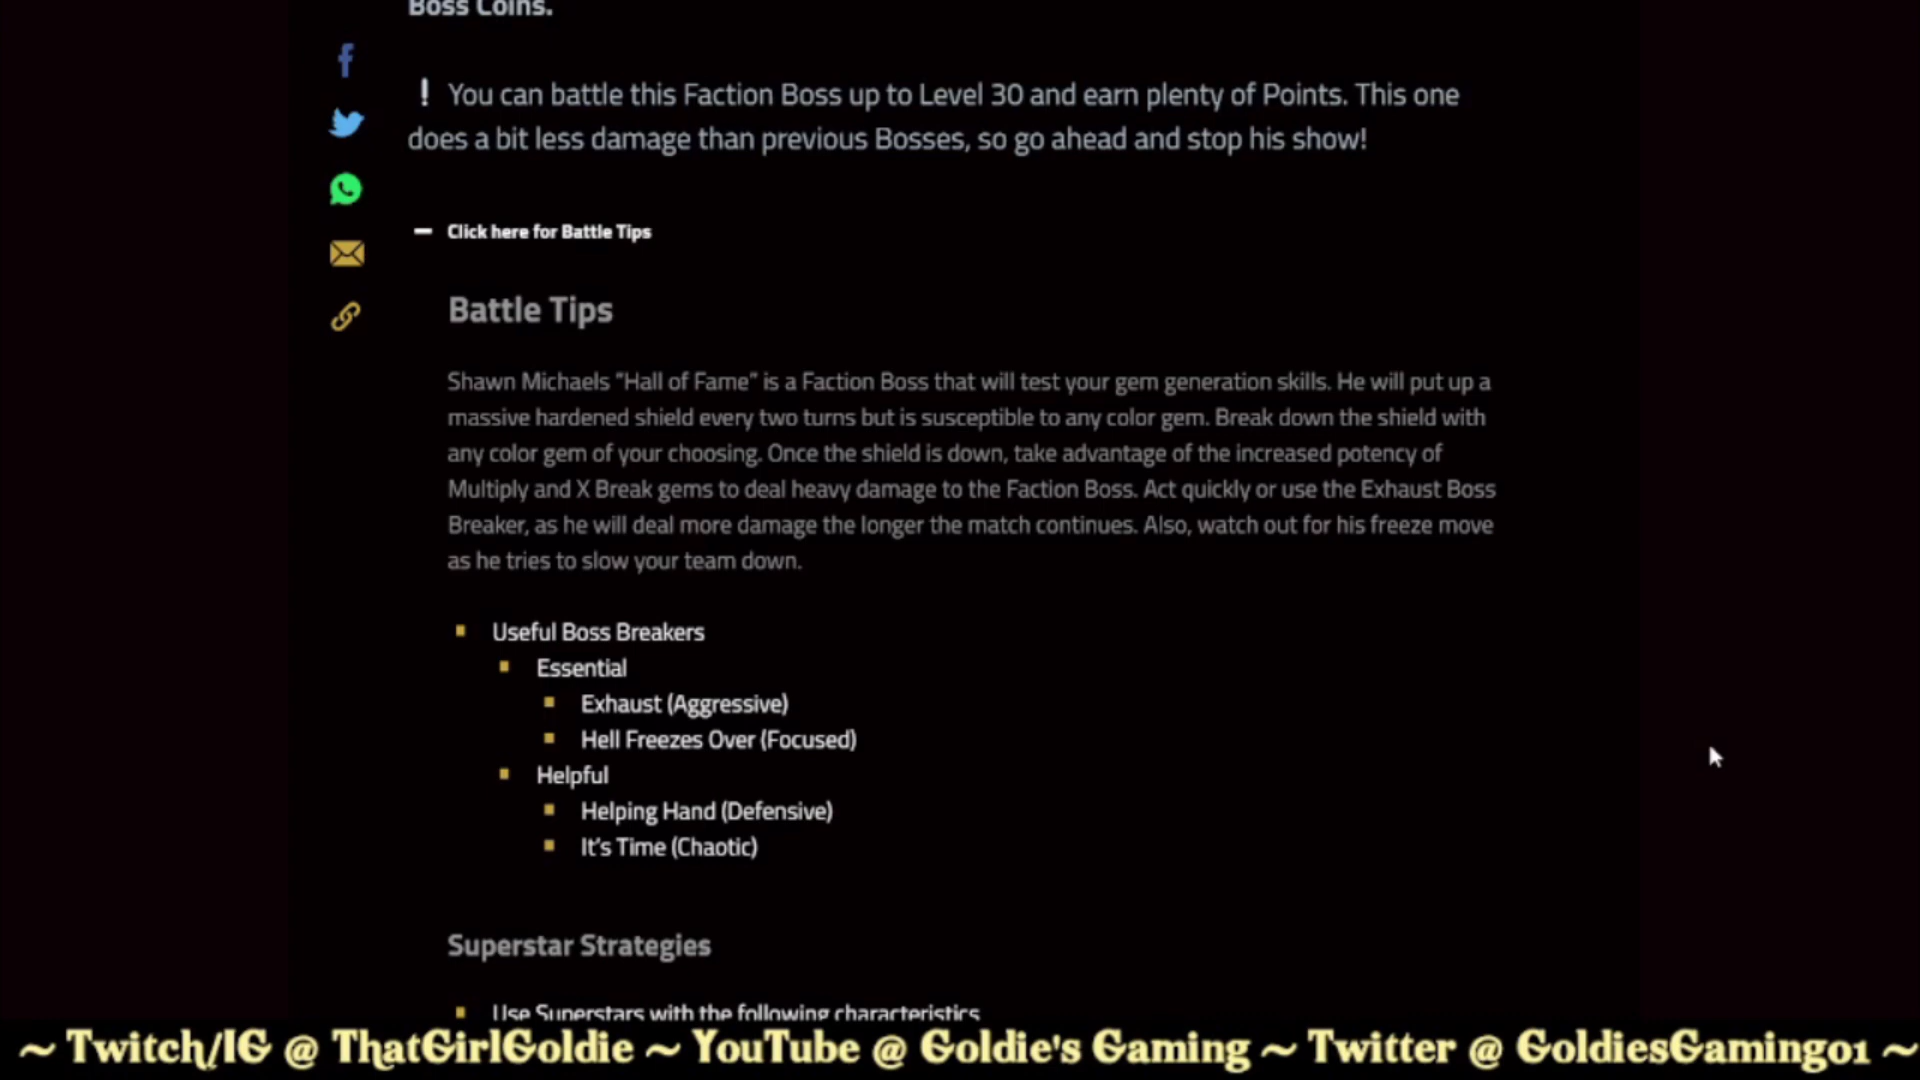 Boss Coins.
! You can battle this Faction Boss up to Level 30 and earn plenty of Points. This one
does a bit less damage than previous Bosses, so go ahead and stop his show!
Click here for Battle Tips
Battle Tips
Shawn Michaels "Hall of Fame" is a Faction Boss that will test your gem generation skills. He will put up a
massive hardened shield every two turns but is susceptible to any color gem. Break down the shield with
any color gem of your choosing. Once the shield is down, take advantage of the increased potency of
Multiply and X Break gems to deal heavy damage to the Faction Boss. Act quickly or use the Exhaust Boss
Breaker, as he will deal more damage the longer the match continues. Also, watch out for his freeze move
as he tries to slow your team down.
Useful Boss Breakers
Essential
Exhaust (Aggressive)
Hell Freezes Over (Focused)
Helpful
Helping Hand (Defensive)
It's Time (Chaotic)
Superstar Strategies
Use Superstars with the following characteristics
~ Twitch/IG @ ThatGirlGoldie ~ YouTube @ Goldie's Gaming ~ Twitter @ GoldiesGaming01 ~